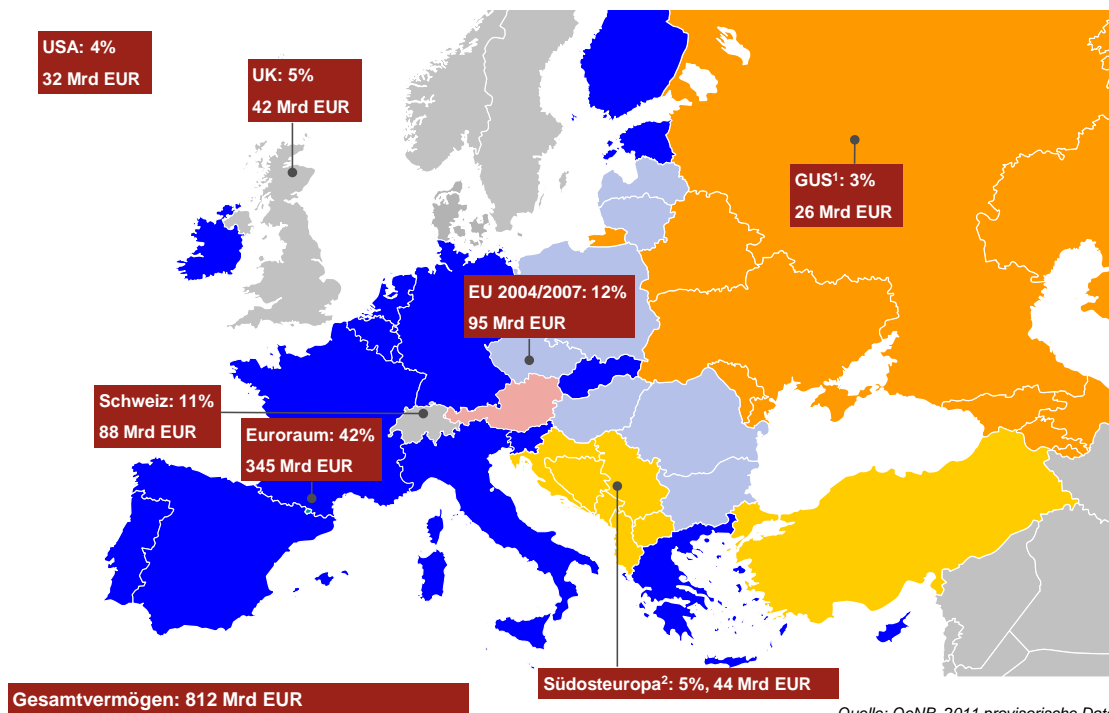 USA: 4%
32 Mrd EUR
UK: 5%
42 Mrd EUR
GUS¹: 3%
26 Mrd EUR
EU 2004/2007: 12%
95 Mrd EUR
Schweiz: 11%
88 Mrd EUR
Euroraum: 42%
345 Mrd EUR
Südosteuropa²: 5%, 44 Mrd EUR
Gesamtvermögen: 812 Mrd EUR